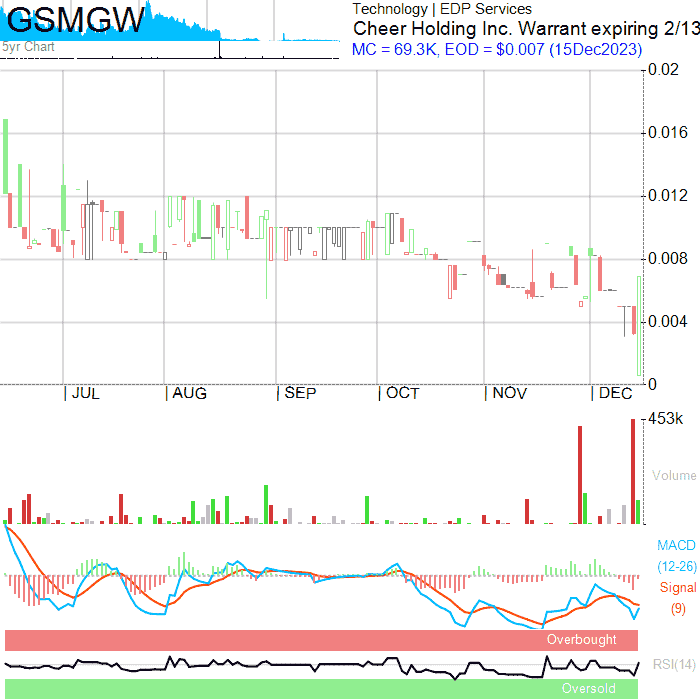 GSMGW
5yr Chart
Technology | EDP Services
Cheer Holding Inc. Warrant expiring 2/13
MC = 69.3K, EOD = $0.007 (15Dec2023)
0.02
0.016
0.012
0.008
0.004
0
| JUL | AUG | SEP | OCT | NOV | DEC
453k
Volume
MACD
(12-26)
Signal
(9)
Overbought
RSI(14)
Oversold